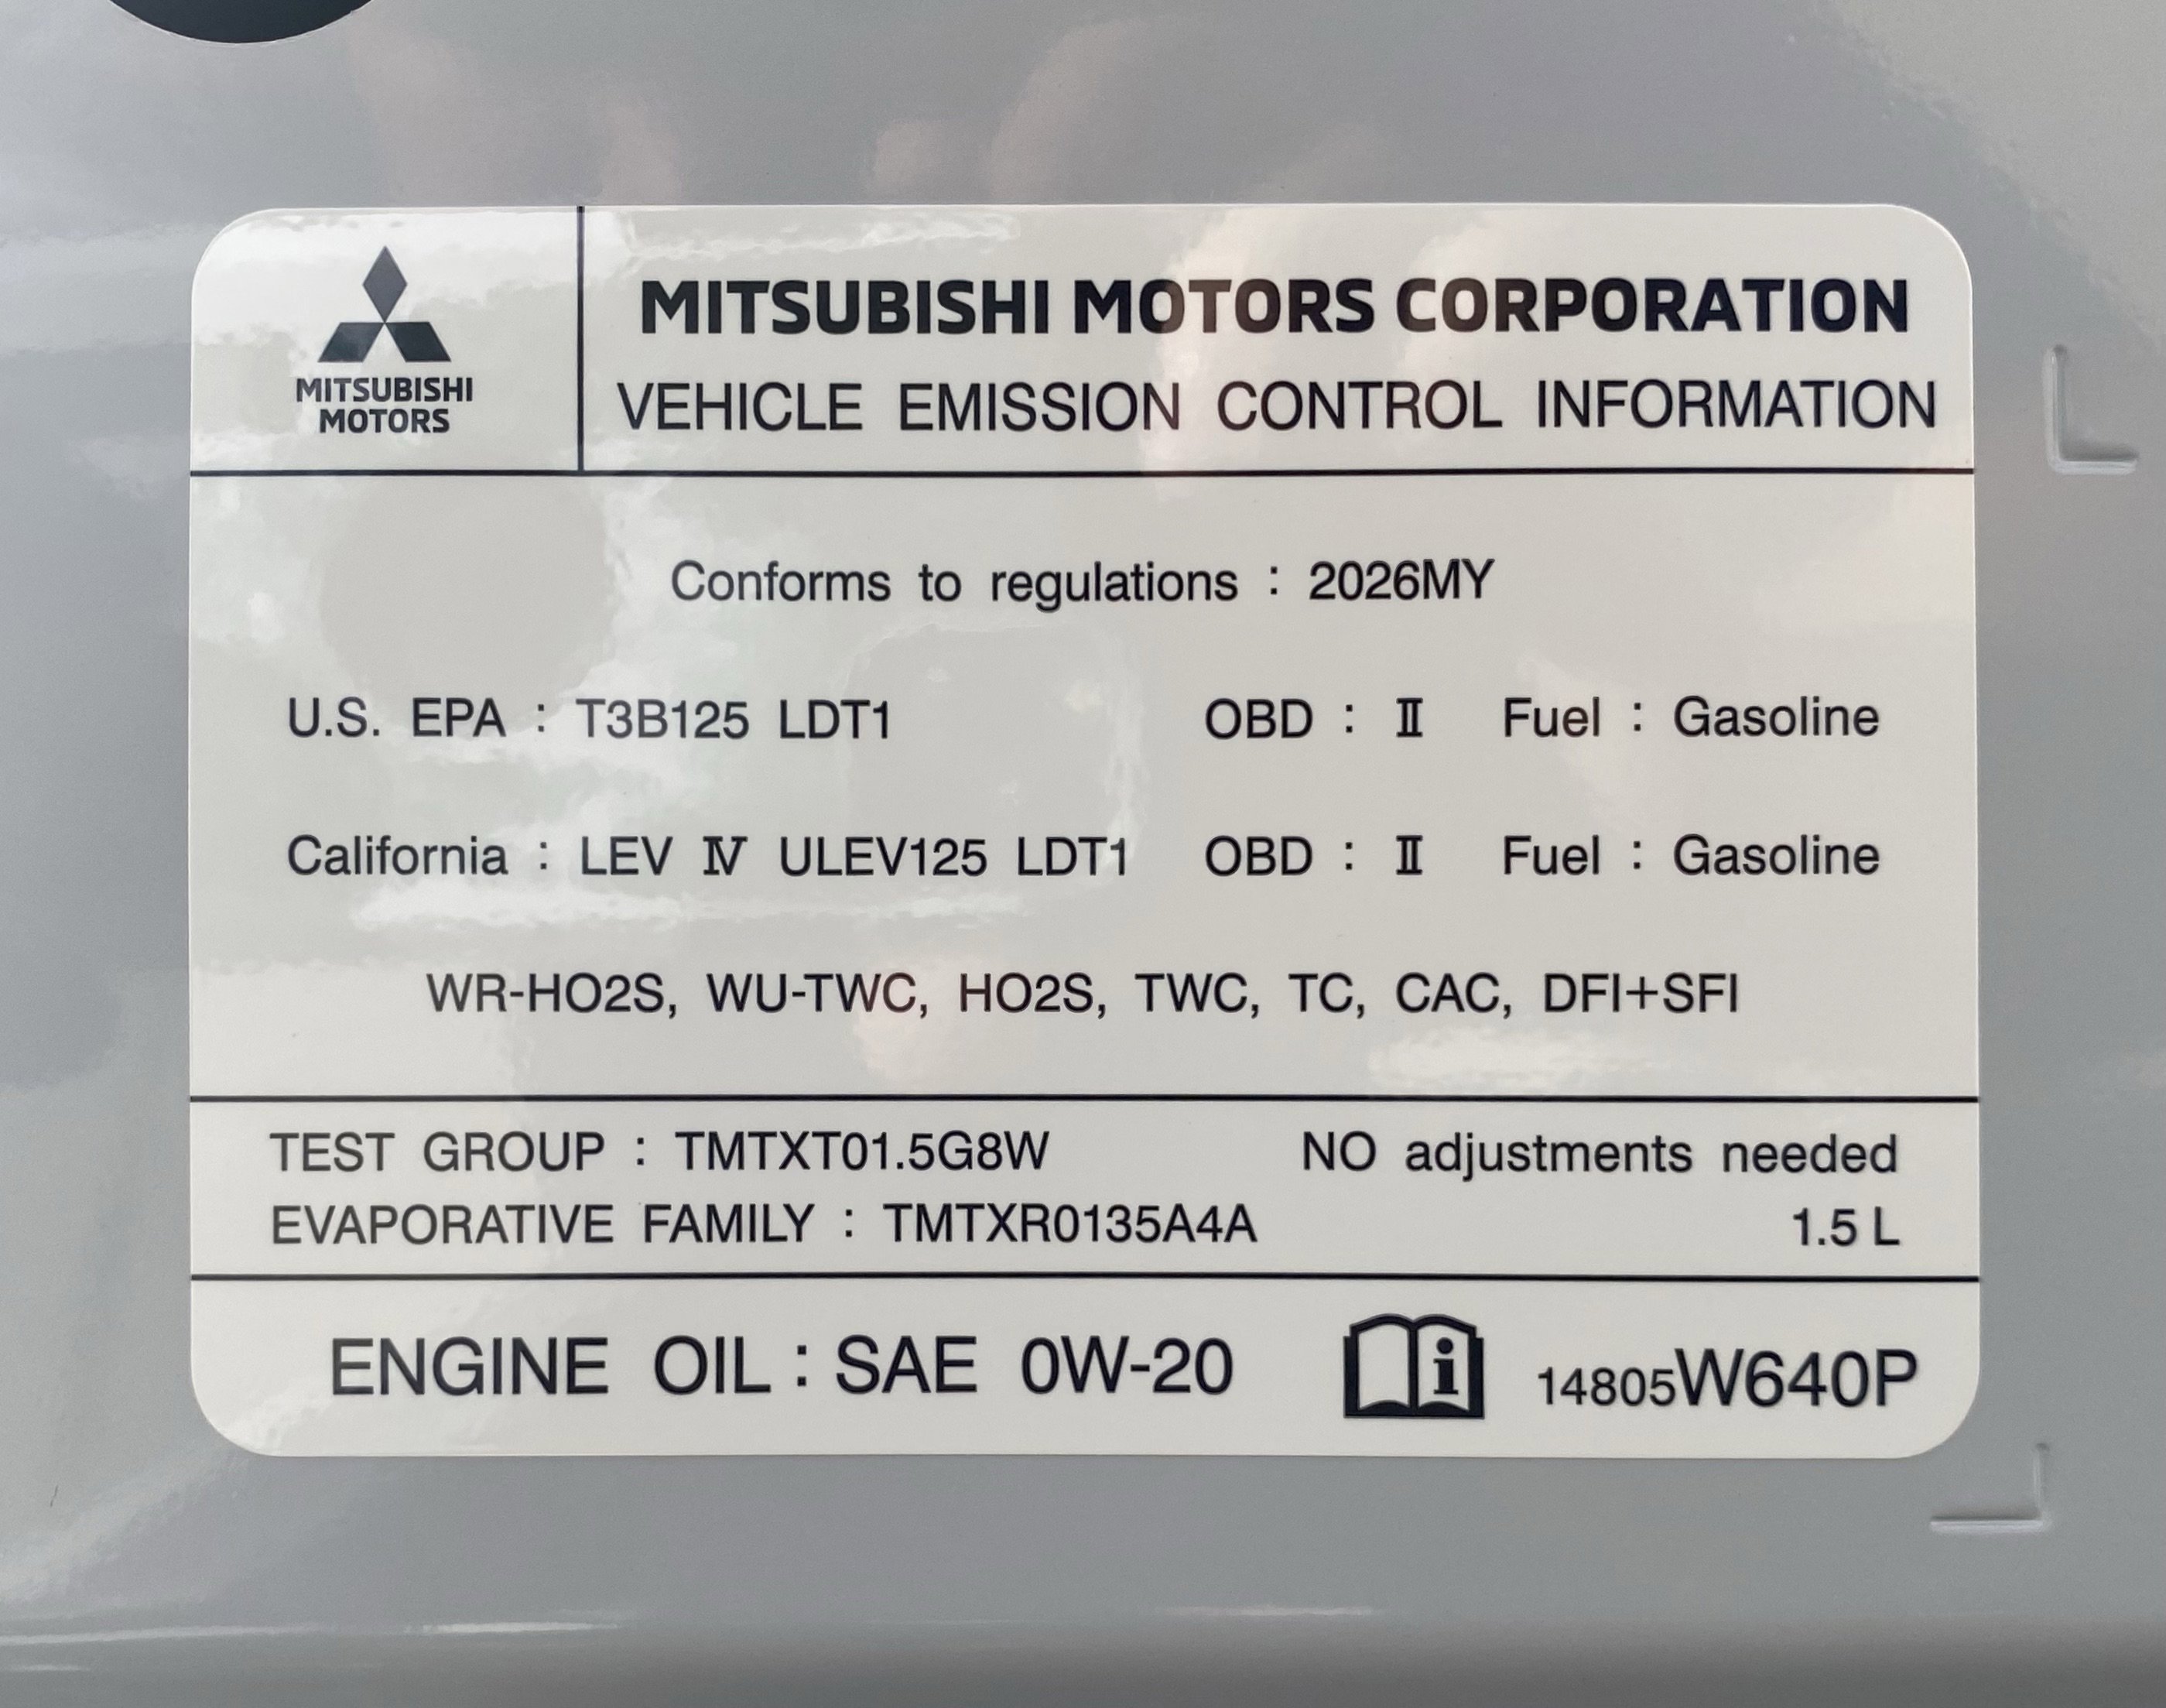 MITSUBISHI
MOTORS
MITSUBISHI MOTORS CORPORATION
VEHICLE EMISSION CONTROL INFORMATION
Conforms to regulations : 2026MY
U.S. EPA : T3B125 LDT1 OBD : Ⅱ Fuel : Gasoline
California : LEV Ⅳ ULEV125 LDT1 OBD : Ⅱ Fuel : Gasoline
WR-HO2S, WU-TWC, HO2S, TWC, TC, CAC, DFI+SFI
TEST GROUP : TMTXT01.5G8W NO adjustments needed
EVAPORATIVE FAMILY : TMTXR0135A4A 1.5 L
ENGINE OIL : SAE 0W-20 14805W640P